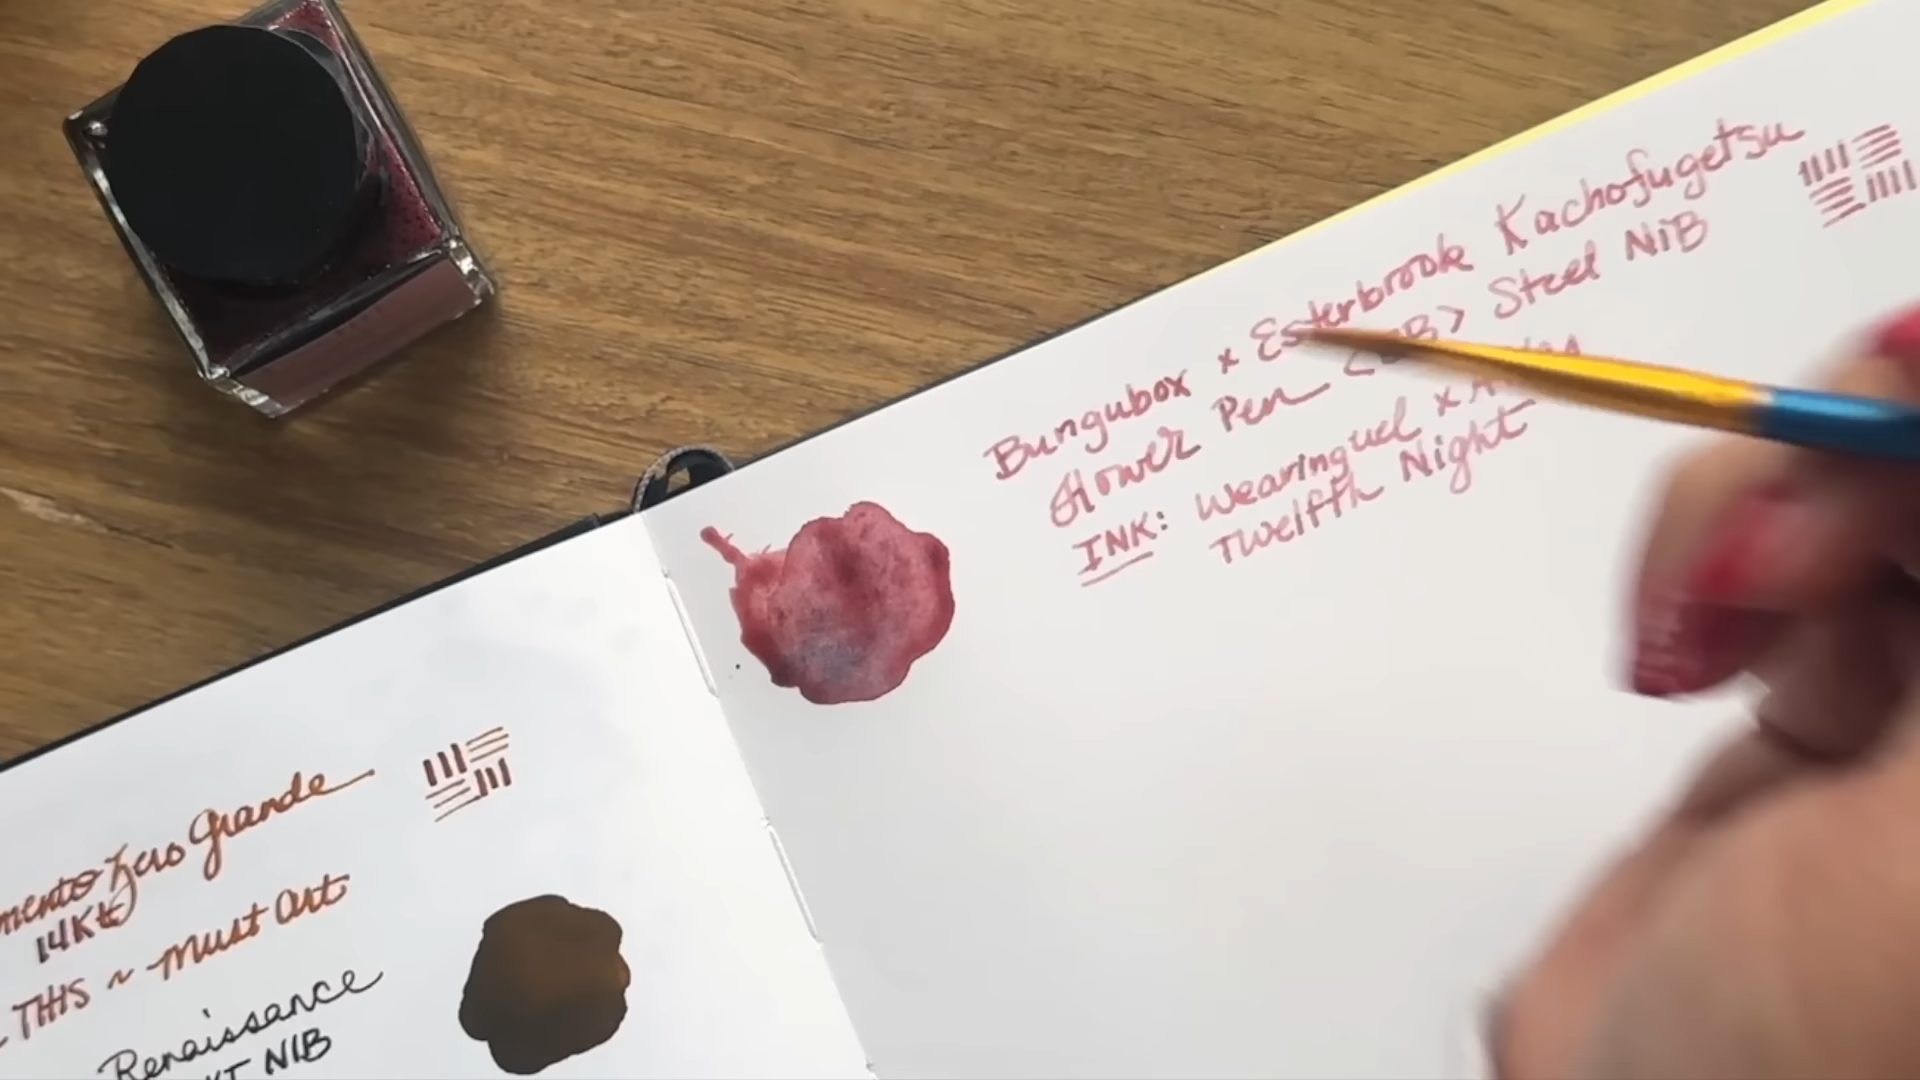 Bungubox x Esterbrook Kachofugetsu
Flower Pen Steel NIB
INK: Wearingeul x
Twelfth Night
Zero Grande
14Kt
THIS ~ Must Art
Renaissance
KT NIB